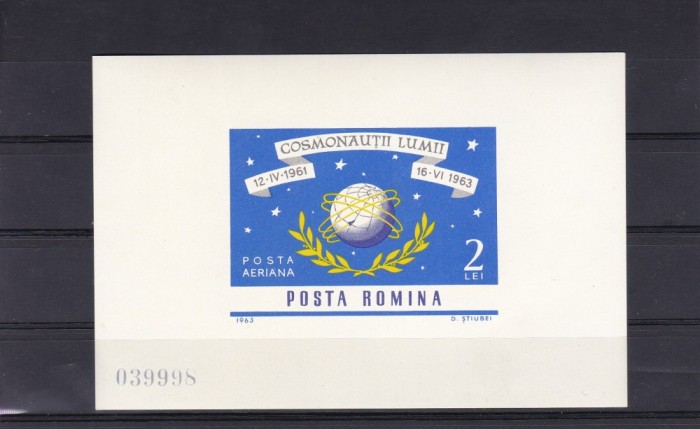 COSMONAUȚII LUMII
12·IV·1961
16·VI 1963
POSTA
AERIANA
2
LEI
POSTA ROMINA
1963
D. ȘTIUBEI
039998